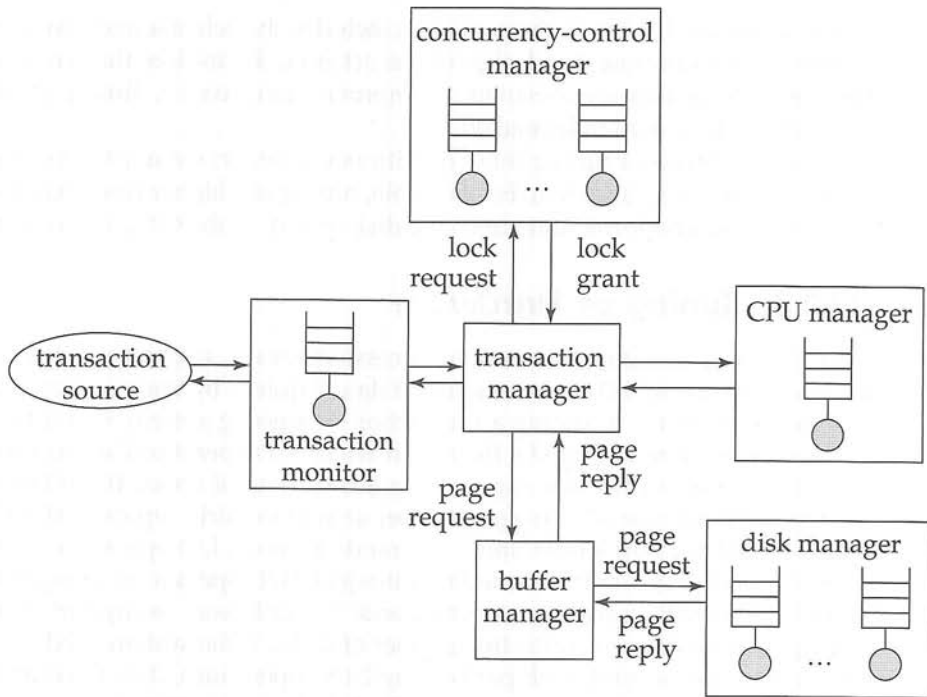 concurrency-control
manager
...
lock
request
lock
grant
transaction
source
transaction
monitor
transaction
manager
CPU manager
page
request
page
reply
buffer
manager
page
request
page
reply
disk manager
...